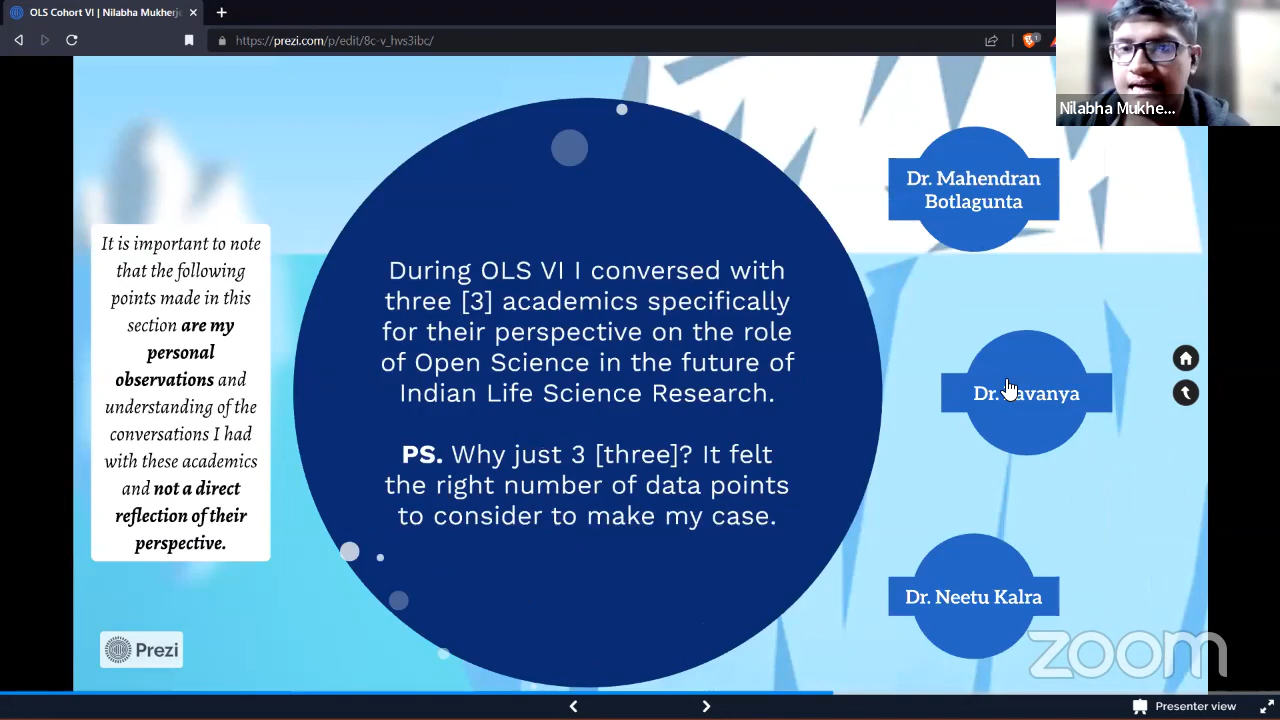 OLS Cohort VI | Nilabha Mukherj
https://prezi.com/p/edit/8c-v_hvs3ibc/
1
Nilabha Mukhe...
It is important to note
that the following
points made in this
section are my
personal
observations and
understanding of the
conversations I had
with these academics
and not a direct
reflection of their
perspective.
During OLS VI I conversed with
three [3] academics specifically
for their perspective on the role
of Open Science in the future of
Indian Life Science Research.
PS. Why just 3 [three]? It felt
the right number of data points
to consider to make my case.
Dr. Mahendran
Botlagunta
Dr. avanya
Dr. Neetu Kalra
Prezi
zoom
Presenter view